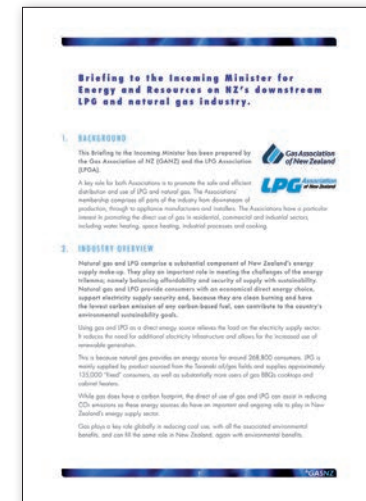 Briefing to the Incoming Minister for
Energy and Resources on NZ's downstream
LPG and natural gas industry.
1. BACKGROUND
This Briefing to the Incoming Minister has been prepared by
the Gas Association of NZ (GANZ) and the LPG Association
(LPGA).
Gas Association
of New Zealand
A key role for both Associations is to promote the safe and efficient
distribution and use of LPG and natural gas. The Associations'
membership comprises all parts of the industry from downstream of
production, through to appliance manufacturers and installers. The Associations have a particular
interest in promoting the direct use of gas in residential, commercial and industrial sectors,
including water heating, space heating, industrial processes and cooking.
LPG Association
of New Zealand
2. INDUSTRY OVERVIEW
Natural gas and LPG comprise a substantial component of New Zealand's energy
supply make-up. They play an important role in meeting the challenges of the energy
trilemma; namely balancing affordability and security of supply with sustainability.
Natural gas and LPG provide consumers with an economical direct energy choice,
support electricity supply security and, because they are clean burning and have
the lowest carbon emission of any carbon-based fuel, can contribute to the country's
environmental sustainability goals.
Using gas and LPG as a direct energy source relieves the load on the electricity supply sector.
It reduces the need for additional electricity infrastructure and allows for the increased use of
renewable generation.
This is because natural gas provides an energy source for around 268,800 consumers. LPG is
mainly supplied by product sourced from the Taranaki oil/gas fields and supplies approximately
135,000 "fixed" consumers, as well as substantially more users of gas BBQs cooktops and
cabinet heaters.
While gas does have a carbon footprint, the direct use of gas and LPG can assist in reducing
CO₂ emissions so these energy sources do have an important and ongoing role to play in New
Zealand's energy supply sector.
Gas plays a key role globally in reducing coal use, with all the associated environmental
benefits, and can fill the same role in New Zealand, again with environmental benefits.
GASNZ